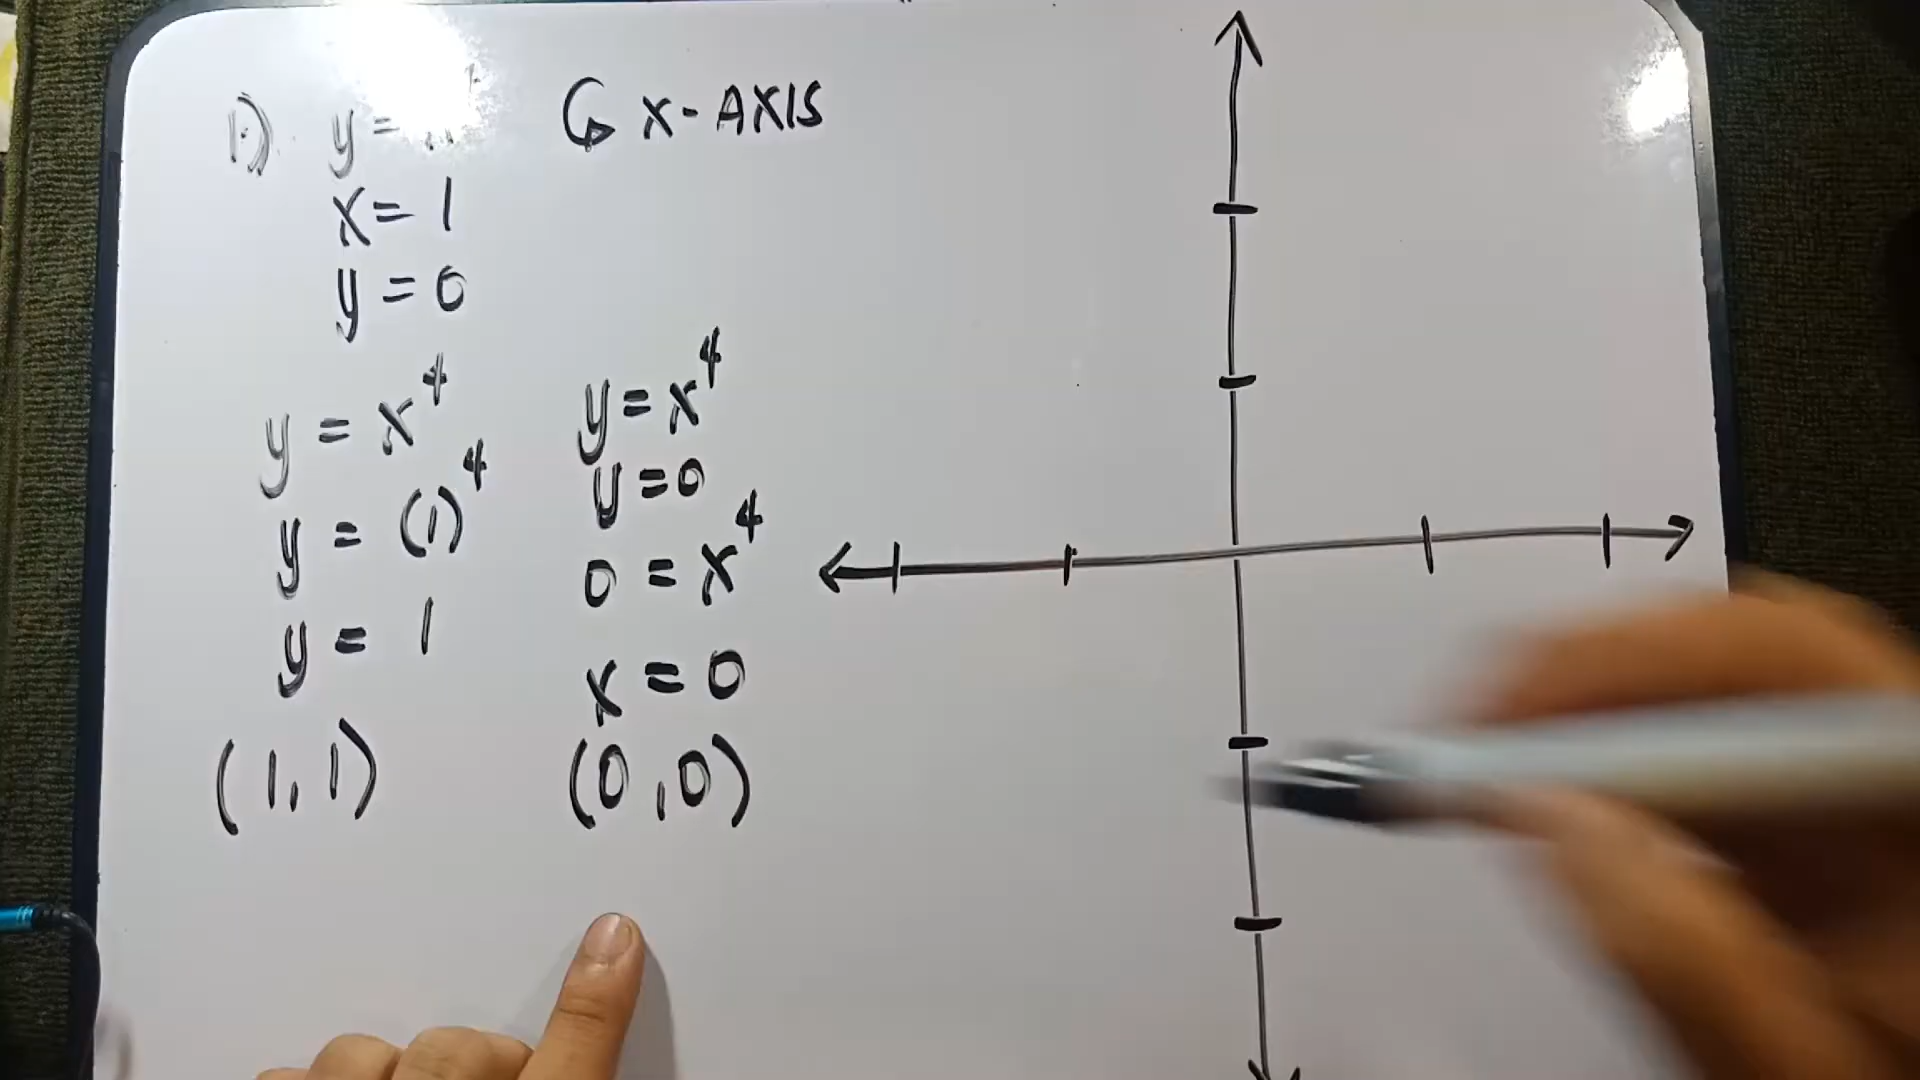 1.) y =
↳ X-AXIS
x = 1
y = 0
y = x⁴
y = (1)⁴
y = 1
(1,1)
y = x⁴
y = 0
0 = x⁴
x = 0
(0,0)